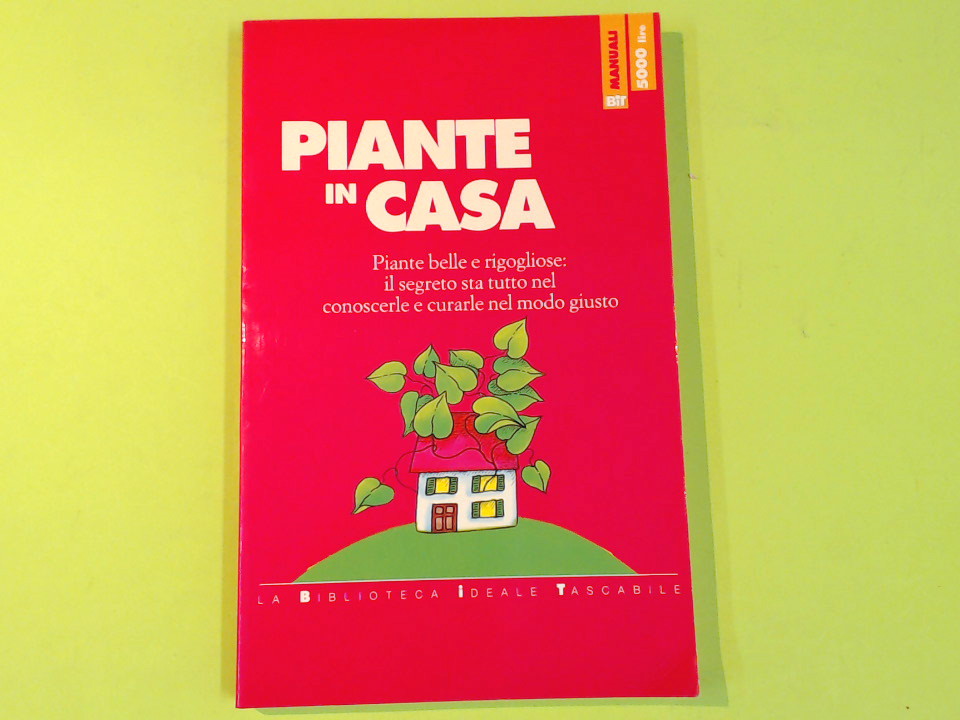 BIT MANUALI
5000 lire
PIANTE
IN CASA
Piante belle e rigogliose:
il segreto sta tutto nel
conoscerle e curarle nel modo giusto
LA BIBLIOTECA iDEALE TASCABILE